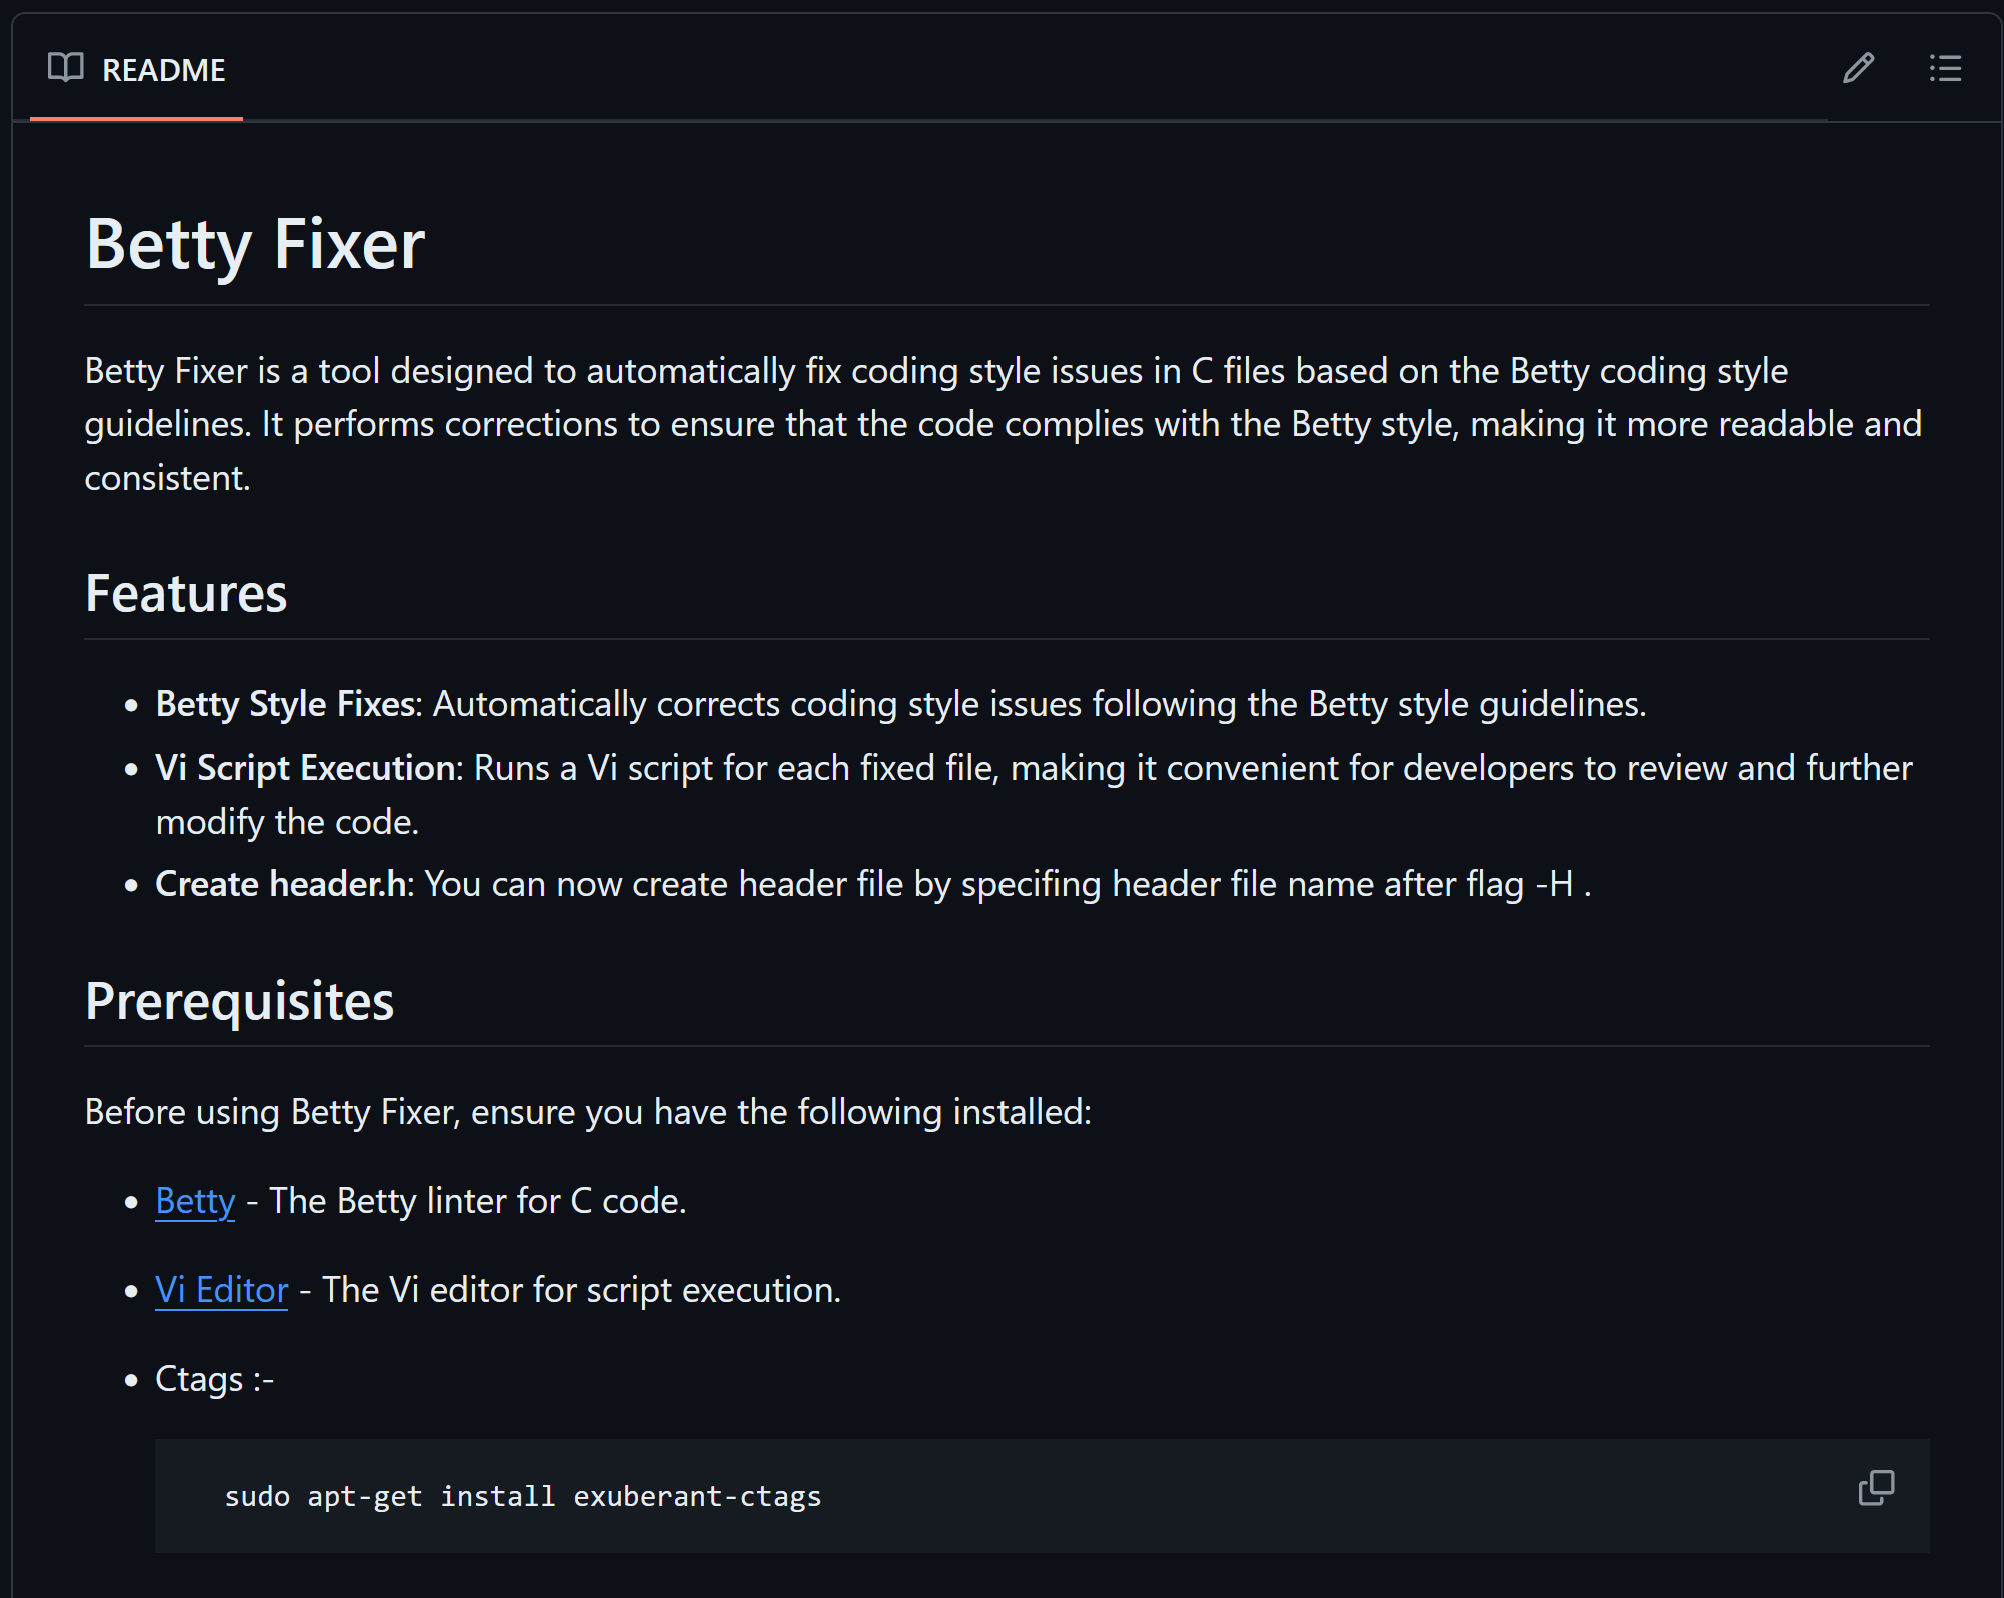 README
Betty Fixer
Betty Fixer is a tool designed to automatically fix coding style issues in C files based on the Betty coding style
guidelines. It performs corrections to ensure that the code complies with the Betty style, making it more readable and
consistent.
Features
• Betty Style Fixes: Automatically corrects coding style issues following the Betty style guidelines.
• Vi Script Execution: Runs a Vi script for each fixed file, making it convenient for developers to review and further
modify the code.
• Create header.h: You can now create header file by specifing header file name after flag -H .
Prerequisites
Before using Betty Fixer, ensure you have the following installed:
• Betty - The Betty linter for C code.
• Vi Editor - The Vi editor for script execution.
• Ctags :-
sudo apt-get install exuberant-ctags